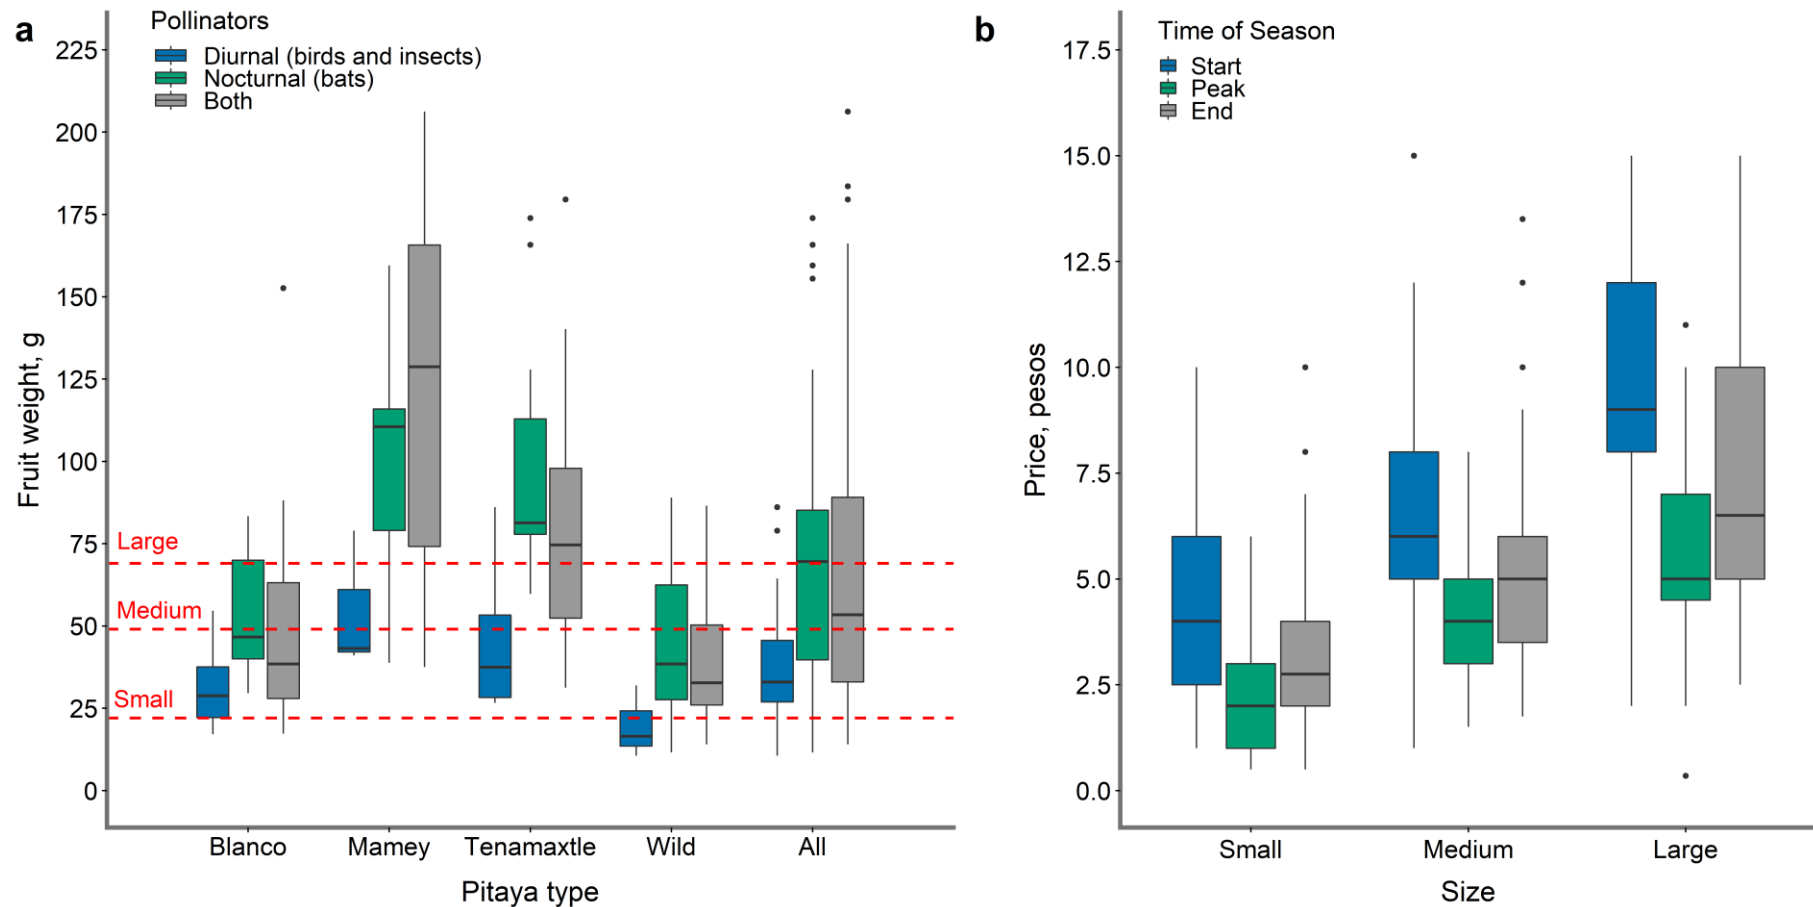 a
Pollinators
Diurnal (birds and insects)
Nocturnal (bats)
Both
Fruit weight, g
225
200
175
150
125
100
75
50
25
0
Large
Medium
Small
Blanco
Mamey
Tenamaxtle
Wild
All
Pitaya type
b
Time of Season
Start
Peak
End
Price, pesos
17.5
15.0
12.5
10.0
7.5
5.0
2.5
0.0
Small
Medium
Large
Size